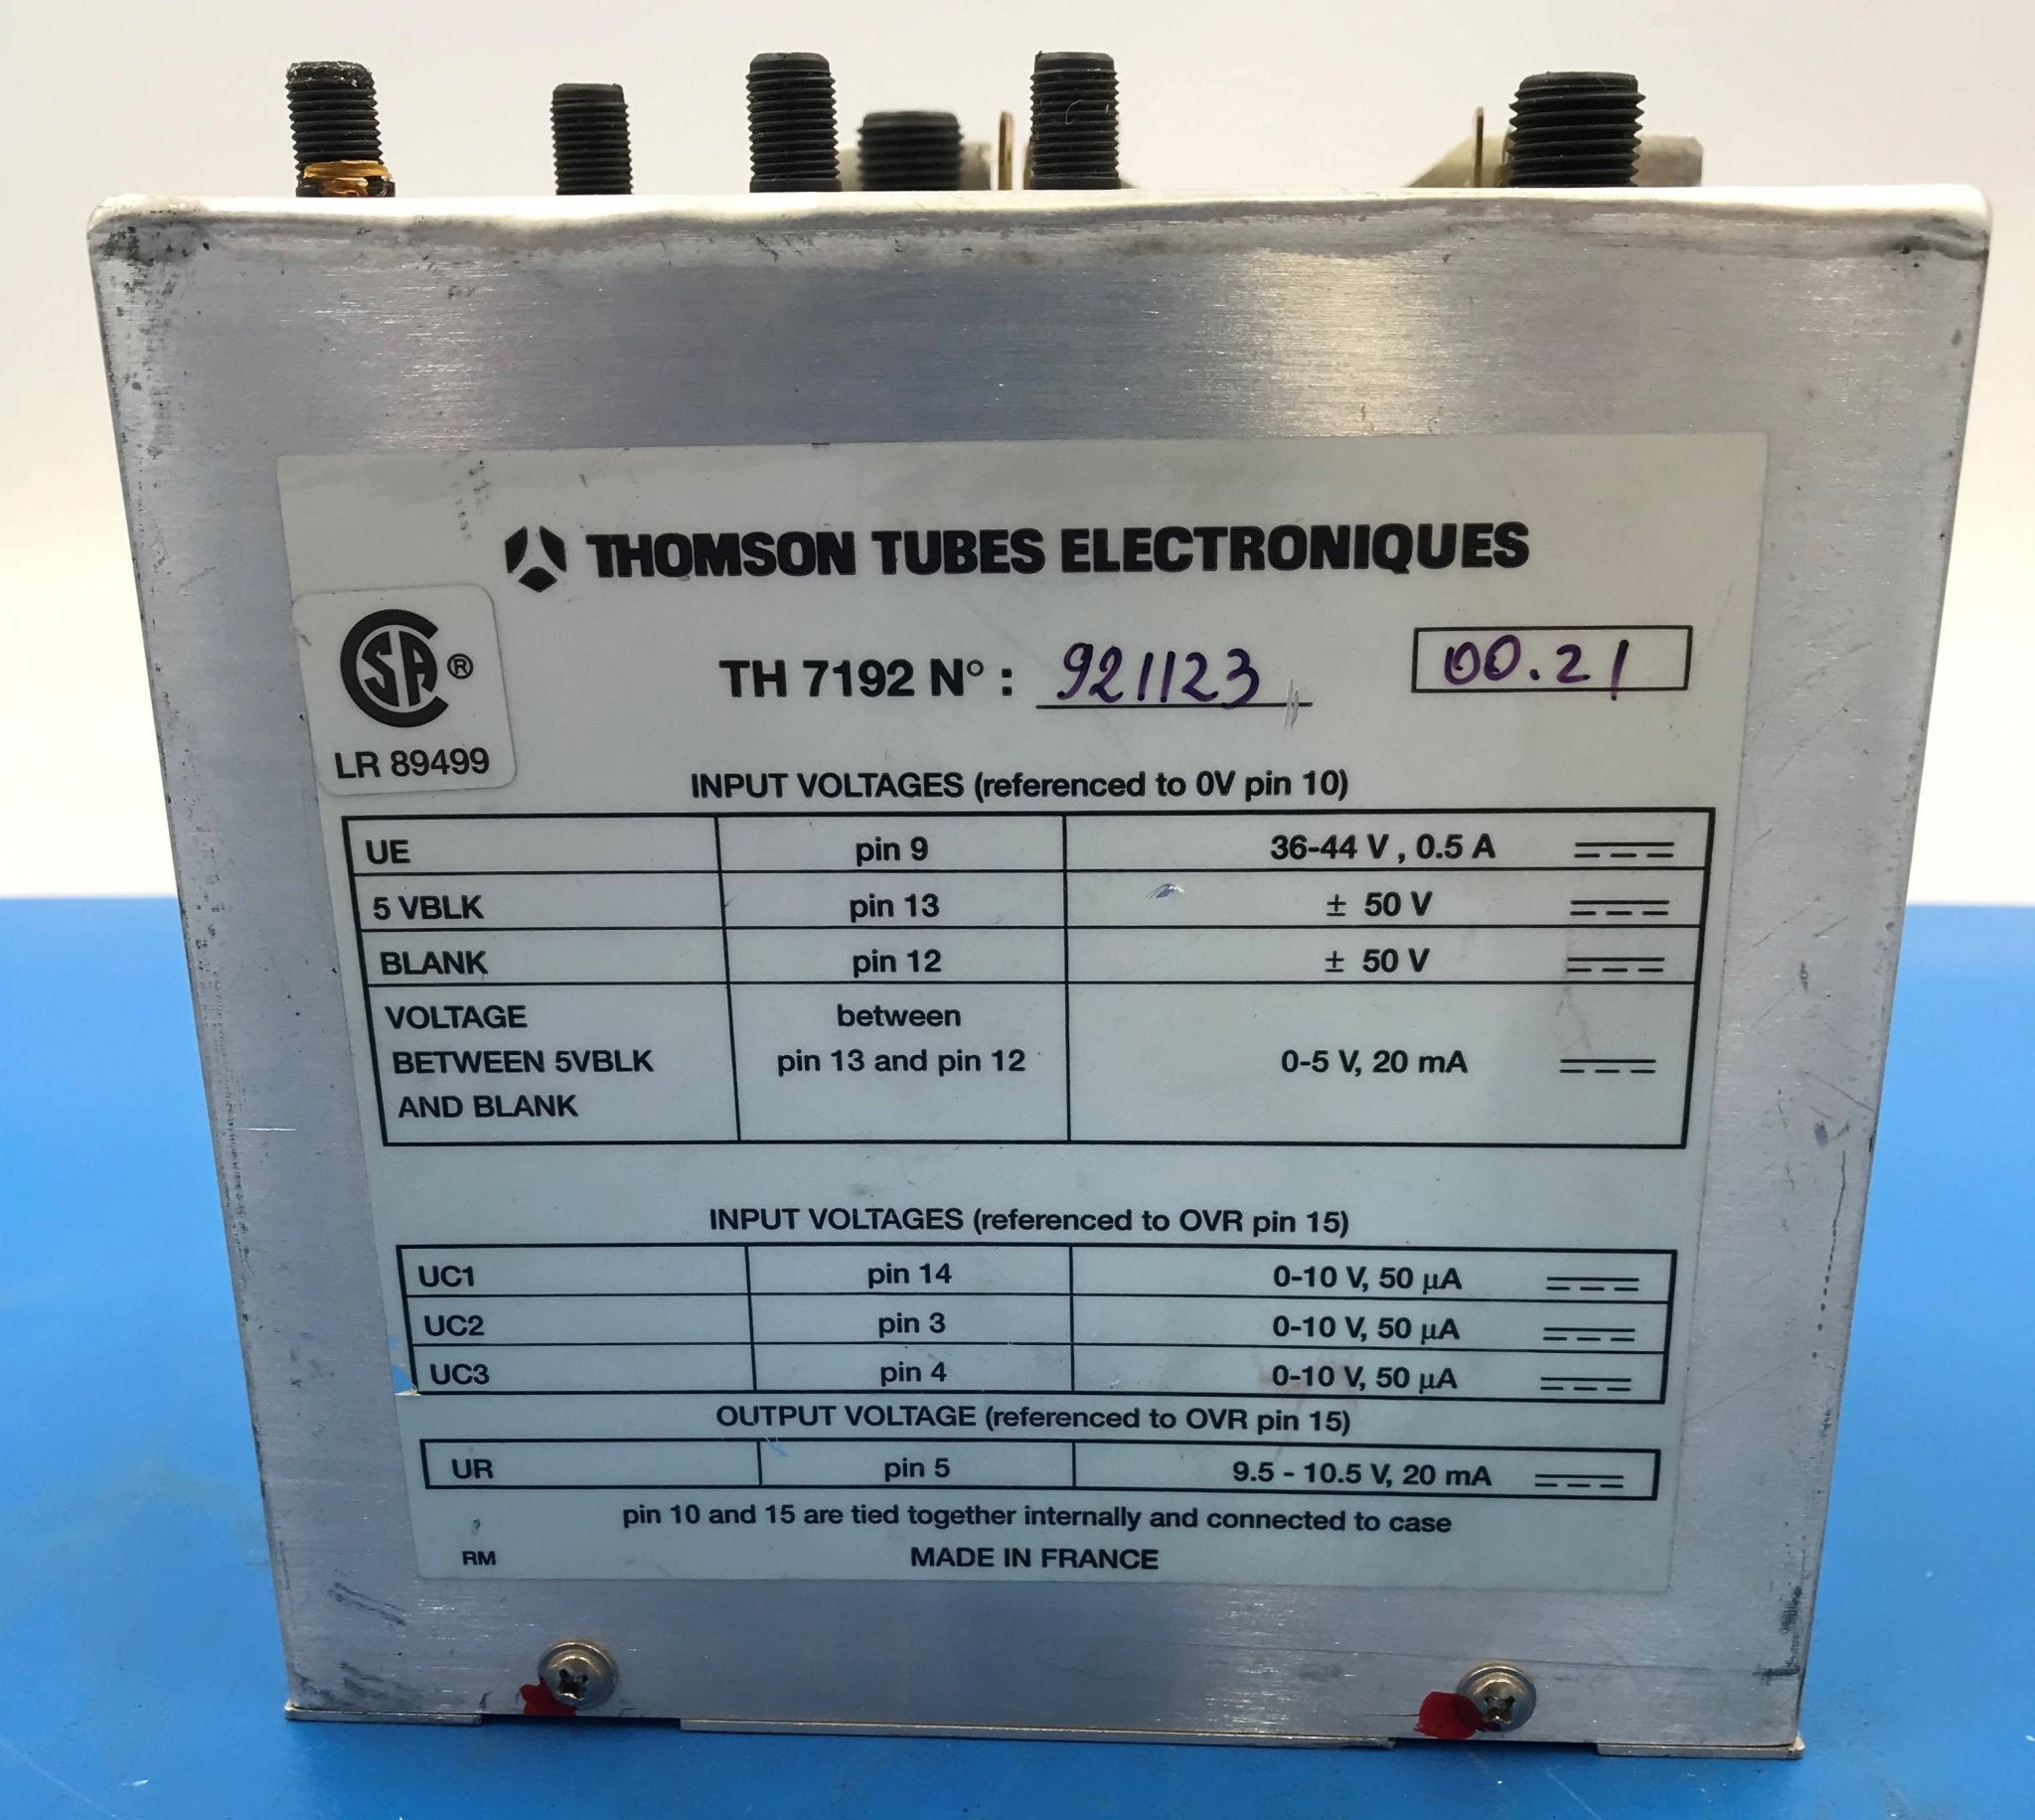 THOMSON TUBES ELECTRONIQUES
CSA ®
LR 89499
TH 7192 N° : 921123
00.21
INPUT VOLTAGES (referenced to 0V pin 10)
UE pin 9 36-44 V , 0.5 A
5 VBLK pin 13 ± 50 V
BLANK pin 12 ± 50 V
VOLTAGE between
BETWEEN 5VBLK pin 13 and pin 12 0-5 V, 20 mA
AND BLANK
INPUT VOLTAGES (referenced to OVR pin 15)
UC1 pin 14 0-10 V, 50 µA
UC2 pin 3 0-10 V, 50 µA
UC3 pin 4 0-10 V, 50 µA
OUTPUT VOLTAGE (referenced to OVR pin 15)
UR pin 5 9.5 - 10.5 V, 20 mA
pin 10 and 15 are tied together internally and connected to case
RM MADE IN FRANCE